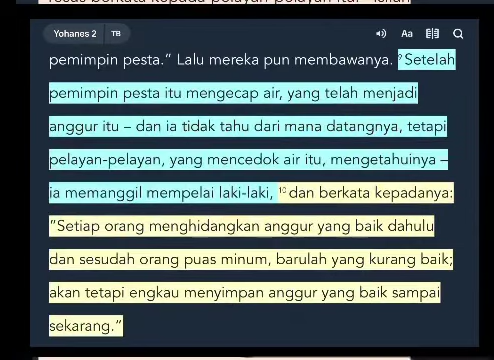 Yohanes 2 TB
Aa
pemimpin pesta.” Lalu mereka pun membawanya. ⁹Setelah
pemimpin pesta itu mengecap air, yang telah menjadi
anggur itu – dan ia tidak tahu dari mana datangnya, tetapi
pelayan-pelayan, yang mencedok air itu, mengetahuinya –
ia memanggil mempelai laki-laki, ¹⁰dan berkata kepadanya:
“Setiap orang menghidangkan anggur yang baik dahulu
dan sesudah orang puas minum, barulah yang kurang baik;
akan tetapi engkau menyimpan anggur yang baik sampai
sekarang.”